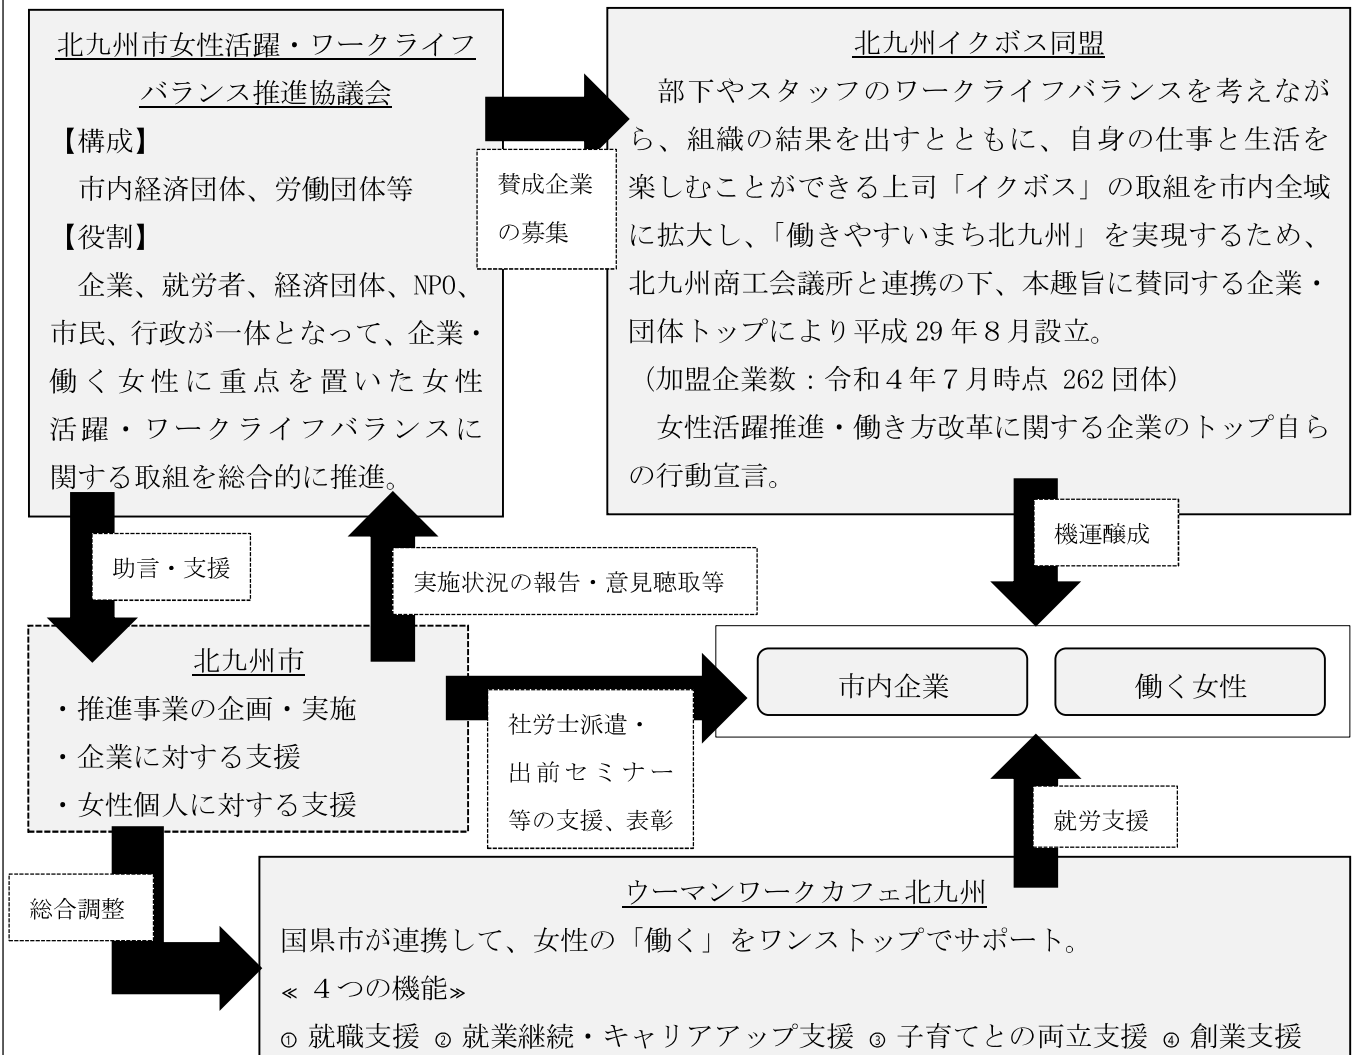 北九州市女性活躍・ワークライフ
バランス推進協議会
【構成】
市内経済団体、労働団体等
【役割】
企業、就労者、経済団体、NPO、
市民、行政が一体となって、企業・
働く女性に重点を置いた女性
活躍・ワークライフバランスに
関する取組を総合的に推進。
賛成企業
の募集
北九州イクボス同盟
部下やスタッフのワークライフバランスを考えなが
ら、組織の結果を出すとともに、自身の仕事と生活を
楽しむことができる上司「イクボス」の取組を市内全域
に拡大し、「働きやすいまち北九州」を実現するため、
北九州商工会議所と連携の下、本趣旨に賛同する企業・
団体トップにより平成 29 年８月設立。
（加盟企業数：令和４年７月時点 262 団体）
女性活躍推進・働き方改革に関する企業のトップ自ら
の行動宣言。
助言・支援
実施状況の報告・意見聴取等
機運醸成
北九州市
・推進事業の企画・実施
・企業に対する支援
・女性個人に対する支援
社労士派遣・
出前セミナー
等の支援、表彰
市内企業
働く女性
就労支援
総合調整
ウーマンワークカフェ北九州
国県市が連携して、女性の「働く」をワンストップでサポート。
≪ ４つの機能≫
① 就職支援 ② 就業継続・キャリアアップ支援 ③ 子育てとの両立支援 ④ 創業支援